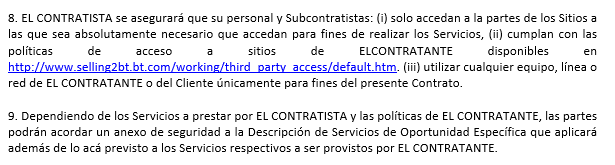 8. EL CONTRATISTA se asegurará que su personal y Subcontratistas: (i) solo accedan a la partes de los Sitios a
las que sea absolutamente necesario que accedan para fines de realizar los Servicios, (ii) cumplan con las
políticas de acceso a sitios de ELCONTRATANTE disponibles en
http://www.selling2bt.bt.com/working/third_party_access/default.htm. (iii) utilizar cualquier equipo, línea o
red de EL CONTRATANTE o del Cliente únicamente para fines del presente Contrato.
9. Dependiendo de los Servicios a prestar por EL CONTRATISTA y las políticas de EL CONTRATANTE, las partes
podrán acordar un anexo de seguridad a la Descripción de Servicios de Oportunidad Específica que aplicará
además de lo acá previsto a los Servicios respectivos a ser provistos por EL CONTRATANTE.